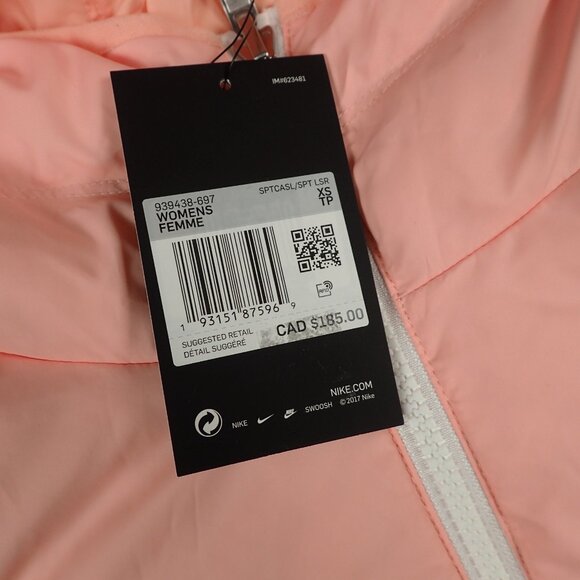 IM#623481
SPTCASL/SPT LSR
939438-697
WOMENS
FEMME
XS
TP
1 93151 87596 9
RFID
SUGGESTED RETAIL
DÉTAIL SUGGÉRÉ
CAD $185.00
NIKE.COM
NIKE SWOOSH © 2017 Nike